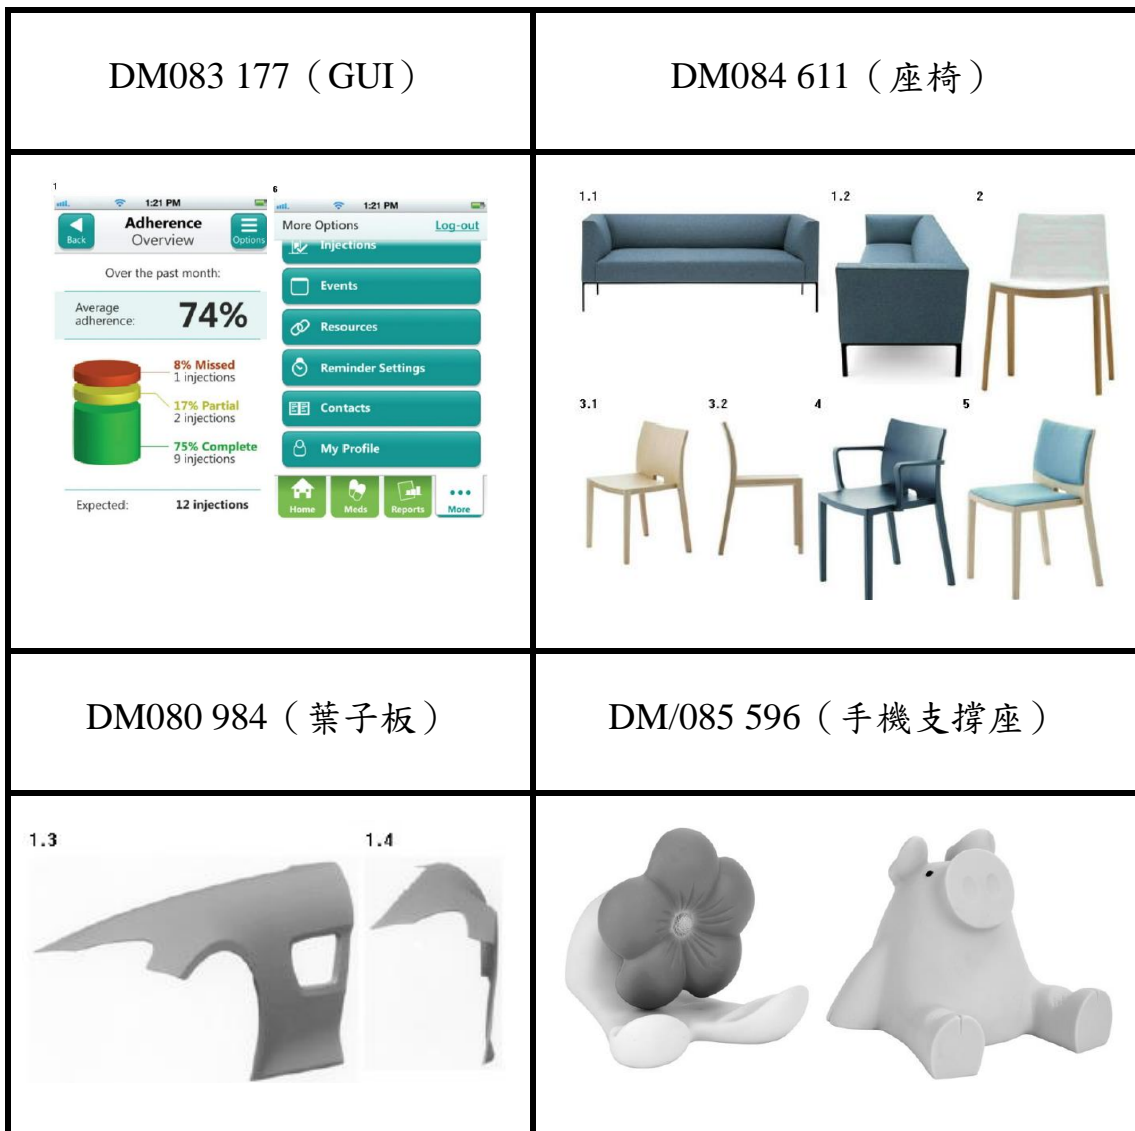 DM083 177（GUI）
DM084 611（座椅）
1
1:21 PM
Back
Adherence
Overview
Options
Over the past month:
Average
adherence:
74%
8% Missed
1 injections
17% Partial
2 injections
75% Complete
9 injections
Expected:
12 injections
6
1:21 PM
More Options
Log-out
Injections
Events
Resources
Reminder Settings
Contacts
My Profile
Home
Meds
Reports
More
1.1
1.2
2
3.1
3.2
4
5
DM080 984（葉子板）
DM/085 596（手機支撐座）
1.3
1.4